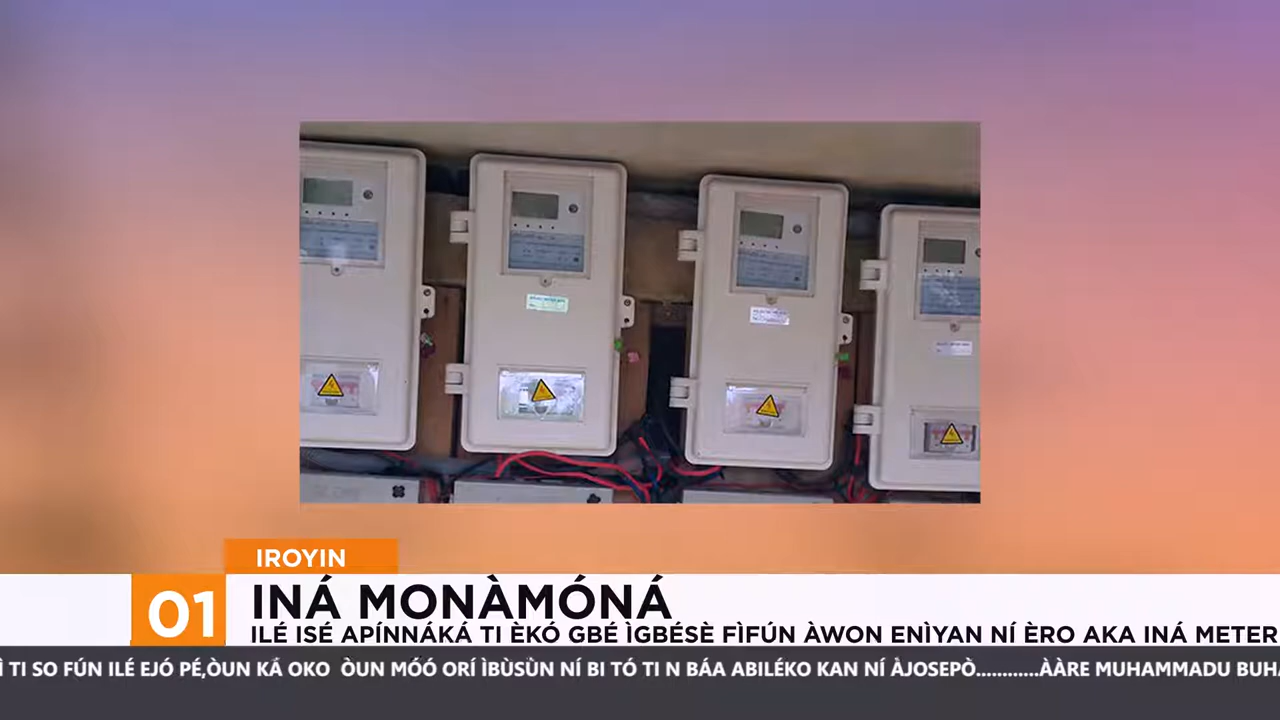 IROYIN
01
INÁ MONÀMÓNÁ
ILÉ ISÉ APÍNNÁKÁ TI ÈKÓ GBÉ ÌGBÉSÈ FÌFÚN ÀWON ENÌYAN NÍ ÈRO AKA INÁ METER
Ì TI SO FÚN ILÉ EJÓ PÉ,ÒUN KÁ OKO ÒUN MÓÓ ORÍ ÌBÙSÙN NÍ BI TÓ TI N BÁA ABILÉKO KAN NÍ ÀJOSEPÒ............ÀÀRE MUHAMMADU BUHA